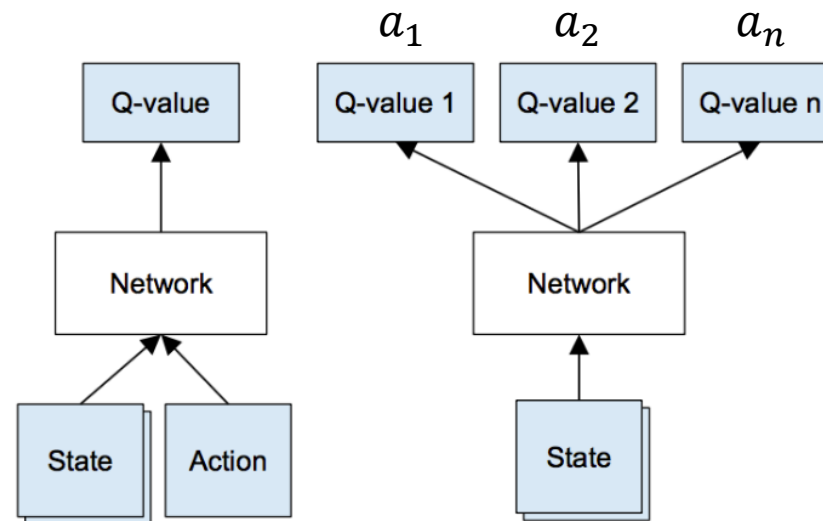 a₁ a₂ aₙ
Q-value Q-value 1 Q-value 2 Q-value n
Network Network
State Action State